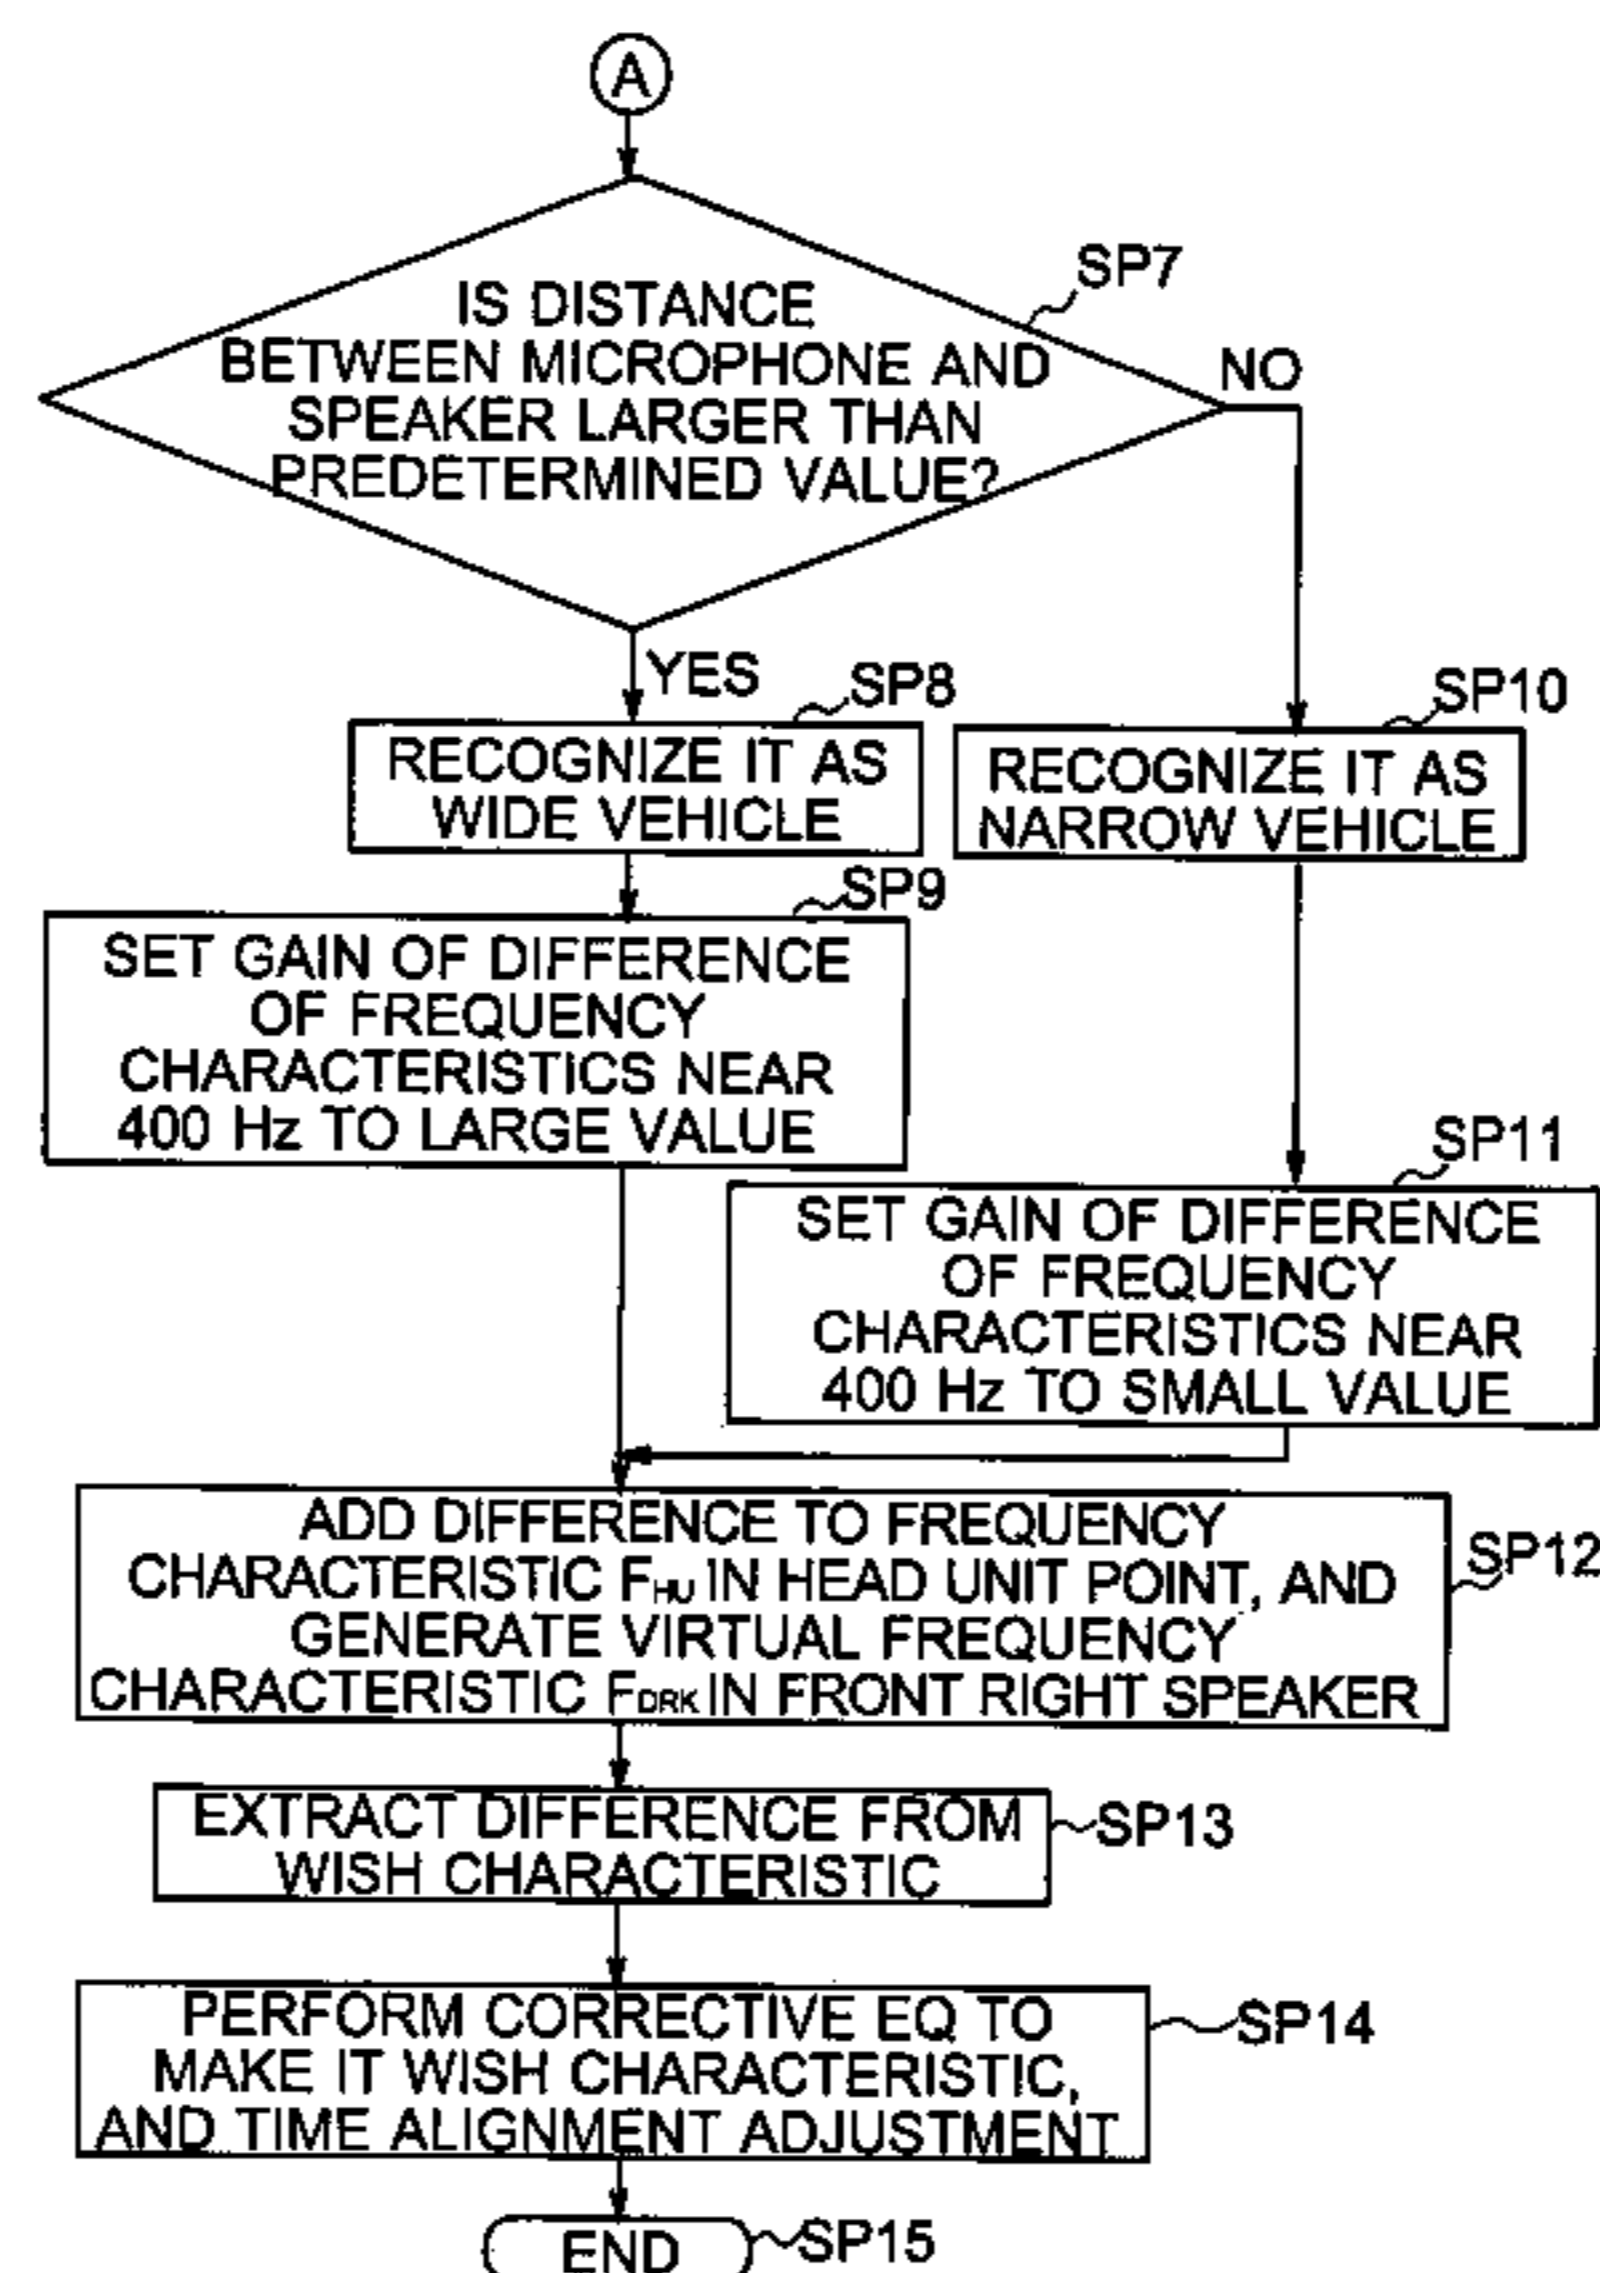 A
SP7
IS DISTANCE
BETWEEN MICROPHONE AND
SPEAKER LARGER THAN
PREDETERMINED VALUE?
NO
YES
SP8
RECOGNIZE IT AS
WIDE VEHICLE
SP10
RECOGNIZE IT AS
NARROW VEHICLE
SP9
SET GAIN OF DIFFERENCE
OF FREQUENCY
CHARACTERISTICS NEAR
400 Hz TO LARGE VALUE
SP11
SET GAIN OF DIFFERENCE
OF FREQUENCY
CHARACTERISTICS NEAR
400 Hz TO SMALL VALUE
ADD DIFFERENCE TO FREQUENCY
CHARACTERISTIC FHU IN HEAD UNIT POINT, AND
GENERATE VIRTUAL FREQUENCY
CHARACTERISTIC FDRK IN FRONT RIGHT SPEAKER
SP12
EXTRACT DIFFERENCE FROM
WISH CHARACTERISTIC
SP13
PERFORM CORRECTIVE EQ TO
MAKE IT WISH CHARACTERISTIC,
AND TIME ALIGNMENT ADJUSTMENT
SP14
END
SP15